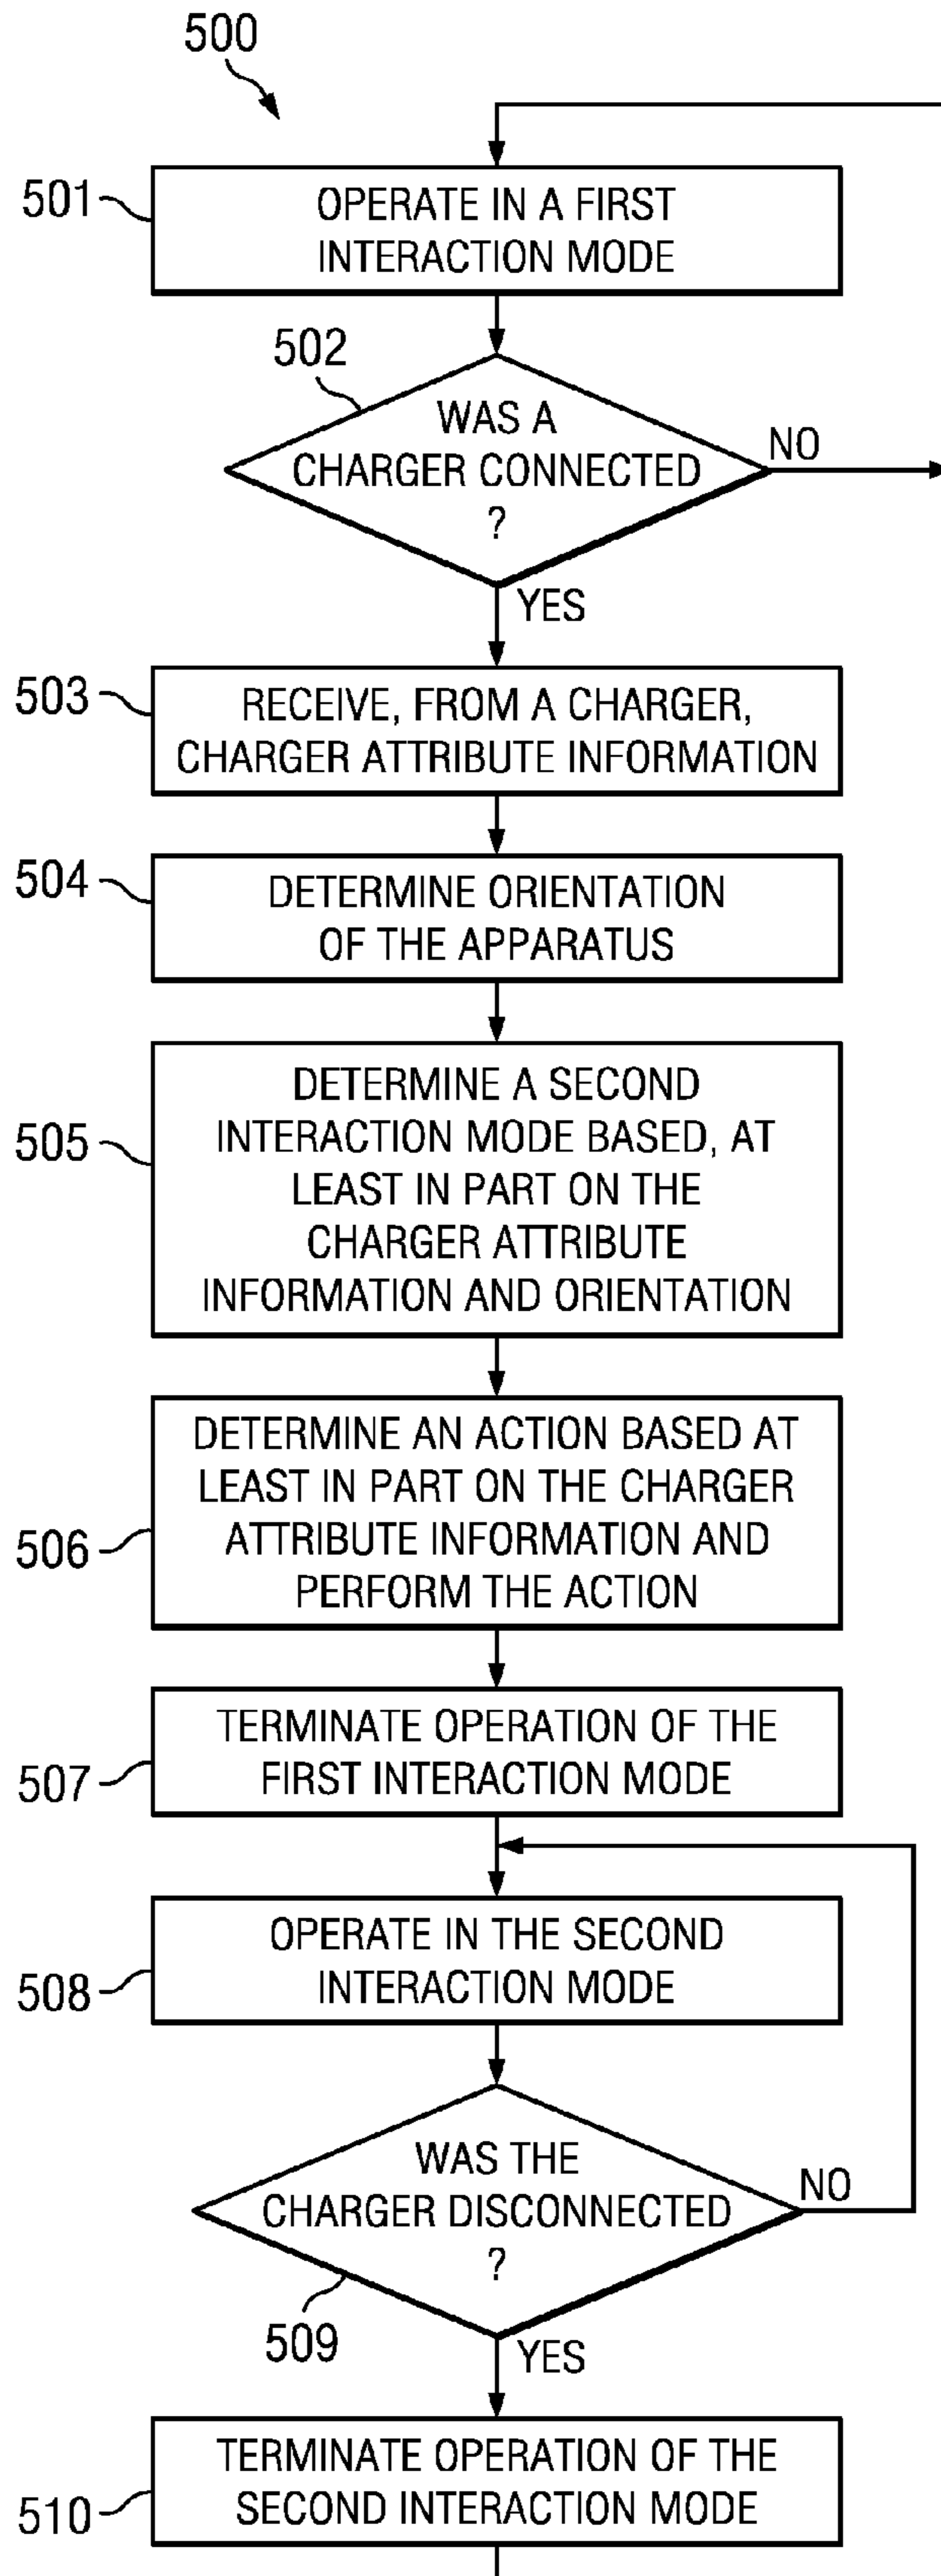 500
501
OPERATE IN A FIRST
INTERACTION MODE
502
WAS A
CHARGER CONNECTED
?
NO
YES
503
RECEIVE, FROM A CHARGER,
CHARGER ATTRIBUTE INFORMATION
504
DETERMINE ORIENTATION
OF THE APPARATUS
505
DETERMINE A SECOND
INTERACTION MODE BASED, AT
LEAST IN PART ON THE
CHARGER ATTRIBUTE
INFORMATION AND ORIENTATION
506
DETERMINE AN ACTION BASED AT
LEAST IN PART ON THE CHARGER
ATTRIBUTE INFORMATION AND
PERFORM THE ACTION
507
TERMINATE OPERATION OF THE
FIRST INTERACTION MODE
508
OPERATE IN THE SECOND
INTERACTION MODE
WAS THE
CHARGER DISCONNECTED
?
NO
509
YES
510
TERMINATE OPERATION OF THE
SECOND INTERACTION MODE